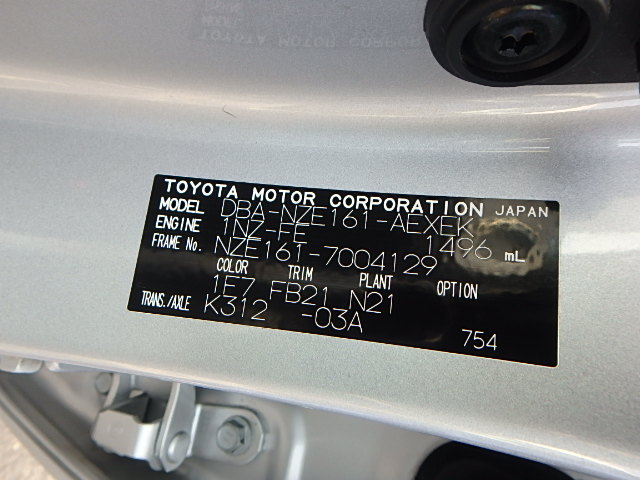 TOYOTA MOTOR CORPORATION JAPAN
MODEL DBA-NZE161-AEXEK
ENGINE 1NZ-FE 1496 mL
FRAME No. NZE161-7004129
COLOR TRIM PLANT OPTION
1E7 FB21 N21
TRANS./AXLE K312 -03A
754